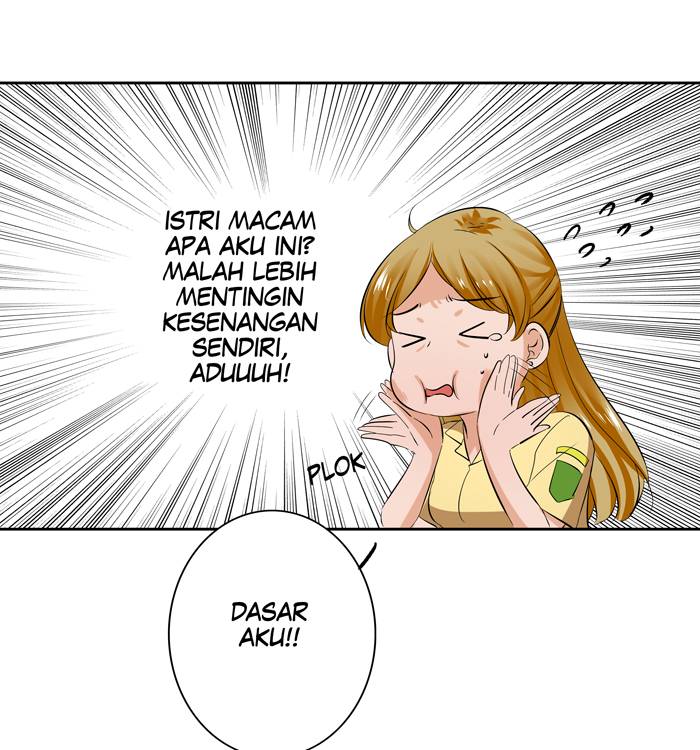 ISTRI MACAM
APA AKU INI?
MALAH LEBIH
MENTINGIN
KESENANGAN
SENDIRI,
ADUUUH!
PLOK
DASAR
AKU!!